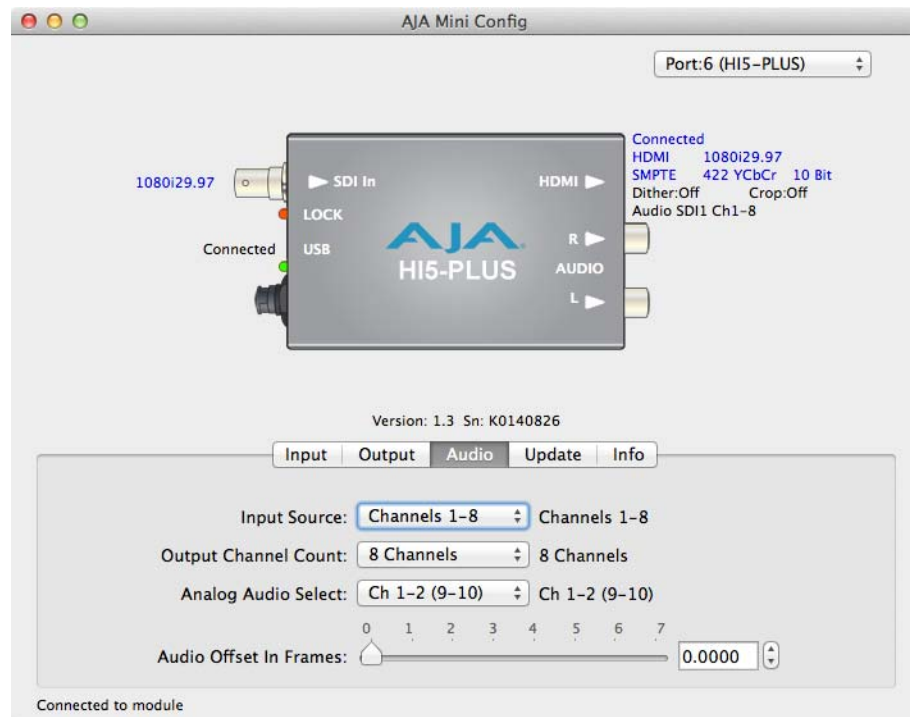 AJA Mini Config
Port:6 (HI5-PLUS)
Connected
HDMI 1080i29.97
SMPTE 422 YCbCr 10 Bit
Dither:Off Crop:Off
Audio SDI1 Ch1-8
1080i29.97
SDI In
HDMI
LOCK
Connected
USB
AJA
HI5-PLUS
R
AUDIO
L
Version: 1.3 Sn: K0140826
Input Output Audio Update Info
Input Source: Channels 1-8 Channels 1-8
Output Channel Count: 8 Channels 8 Channels
Analog Audio Select: Ch 1-2 (9-10) Ch 1-2 (9-10)
0 1 2 3 4 5 6 7
Audio Offset In Frames: 0.0000
Connected to module